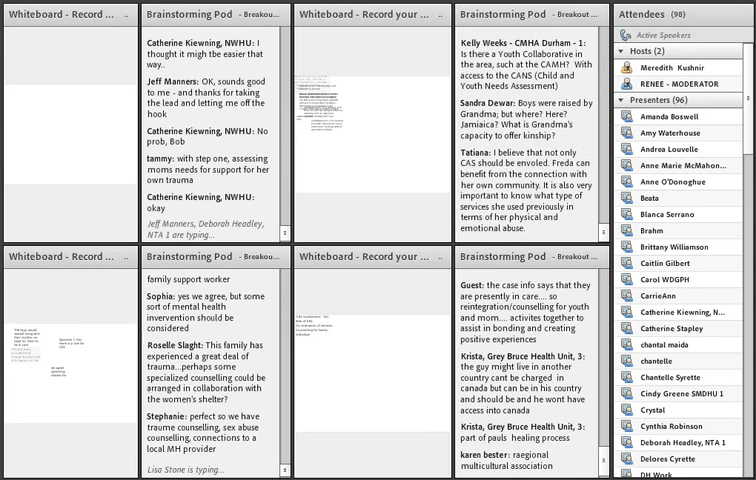 Whiteboard - Record ...
Brainstorming Pod - Breakou...
Catherine Kiewning, NWHU: I
thought it migh tbe easier that
way..
Jeff Manners: OK, sounds good
to me - and thanks for taking
the lead and letting me off the
hook
Catherine Kiewning, NWHU: No
prob, Bob
tammy: with step one, assessing
moms needs for support for her
own trauma
Catherine Kiewning, NWHU:
okay
Jeff Manners, Deborah Headley,
NTA 1 are typing...
Whiteboard - Record your ...
Brainstorming Pod - Breakout ...
Kelly Weeks - CMHA Durham - 1:
Is there a Youth Collaborative in
the area, such at the CAMH? With
access to the CANS (Child and
Youth Needs Assessment)
Sandra Dewar: Boys were raised by
Grandma; but where? Here?
Jamiaica? What is Grandma's
capacity to offer kinship?
Tatiana: I believe that not only
CAS should be envoled. Freda can
benefit from the connection with
her own community. It is also very
important to know what type of
services she used previously in
terms of her physical and
emotional abuse.
Whiteboard - Record ...
Brainstorming Pod - Breakou...
family support worker
Sophia: yes we agree, but some
sort of mental health
invervention should be
considered
Roselle Slaght: This family has
experienced a great deal of
trauma...perhaps some
specialized counselling could be
arranged in collaboration with
the women's shelter?
Stephanie: perfect so we have
traume counselling, sex abuse
counselling, connections to a
local MH provider
Lisa Stone is typing...
Whiteboard - Record your ...
Brainstorming Pod - Breakout ...
Guest: the case info says that they
are presently in care.... so
reintegration/counselling for youth
and mom.... activites together to
assist in bonding and creating
positive experiences
Krista, Grey Bruce Health Unit, 3:
the guy might live in another
country cant be charged in
canada but can be in his country
and should be and he wont have
access into canada
Krista, Grey Bruce Health Unit, 3:
part of pauls healing process
karen bester: raegional
multicultural association
Attendees (98)
Active Speakers
Hosts (2)
Meredith Kushnir
RENEE - MODERATOR
Presenters (96)
Amanda Boswell
Amy Waterhouse
Andrea Louvelle
Anne Marie McMahon...
Anne O'Donoghue
Beata
Blanca Serrano
Brahm
Brittany Williamson
Caitlin Gilbert
Carol WDGPH
CarrieAnn
Catherine Kiewning, N...
Catherine Stapley
chantal maida
chantelle
Chantelle Syrette
Cindy Greene SMDHU 1
Crystal
Cynthia Robinson
Deborah Headley, NTA 1
Delores Cyrette
DH Work